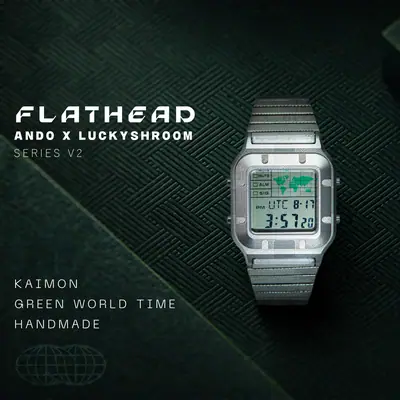 FLATHEAD
ANDO X LUCKYSHROOM
SERIES V2
UTC 8·17
3:57 20
KAIMON
GREEN WORLD TIME
HANDMADE